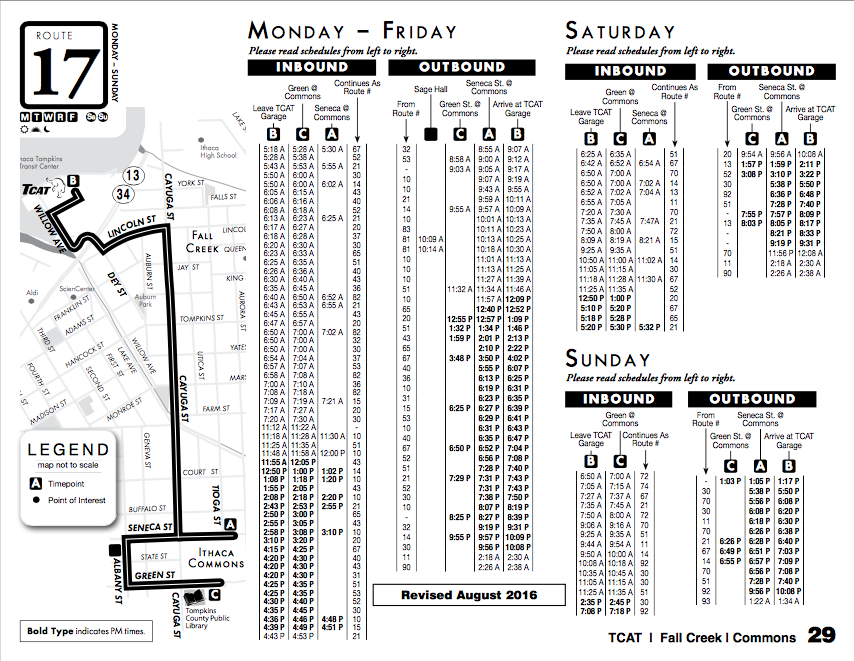 ROUTE
17
MONDAY – SUNDAY
M T W R F Sa Su
MONDAY – FRIDAY
Please read schedules from left to right.
INBOUND
Leave TCAT Garage
Green @ Commons
Seneca @ Commons
Continues As Route #
B C A
5:18 A 5:28 A 5:30 A 67
5:28 A 5:38 A 52
5:43 A 5:53 A 5:55 A 21
5:50 A 6:00 A 30
5:50 A 6:00 A 6:02 A 14
6:05 A 6:15 A 43
6:06 A 6:16 A 40
6:08 A 6:18 A 52
6:13 A 6:23 A 6:25 A 21
6:17 A 6:27 A 20
6:18 A 6:28 A 37
6:20 A 6:30 A 30
6:23 A 6:33 A 65
6:25 A 6:35 A 51
6:26 A 6:36 A 40
6:30 A 6:40 A 32
6:35 A 6:45 A 36
6:40 A 6:50 A 6:52 A 82
6:43 A 6:53 A 6:55 A 21
6:45 A 6:55 A 43
6:47 A 6:57 A 20
6:50 A 7:00 A 7:02 A 82
6:50 A 7:00 A 32
6:50 A 7:00 A 30
6:54 A 7:04 A 37
6:57 A 7:07 A 53
6:58 A 7:08 A 82
7:00 A 7:10 A 36
7:08 A 7:18 A 82
7:09 A 7:19 A 7:21 A 15
7:17 A 7:27 A 20
7:20 A 7:30 A 30
11:12 A 11:22 A -
11:18 A 11:28 A 11:30 A 10
11:25 A 11:35 A 51
11:48 A 11:58 A 12:00 P 10
11:55 A 12:05 P 43
12:50 P 1:00 P 1:02 P 14
1:08 P 1:18 P 1:20 P 10
1:55 P 2:05 P 43
2:08 P 2:18 P 2:20 P 10
2:43 P 2:53 P 2:55 P 21
2:50 P 3:00 P 65
2:55 P 3:05 P 43
2:58 P 3:08 P 3:10 P 10
3:10 P 3:20 P 20
4:15 P 4:25 P 67
4:20 P 4:30 P 40
4:20 P 4:30 P 43
4:21 P 4:31 P 30
4:25 P 4:35 P 51
4:25 P 4:35 P 53
4:30 P 4:40 P 52
4:35 P 4:45 P 30
4:36 P 4:46 P 4:48 P 10
4:39 P 4:49 P 4:51 P 15
4:43 P 4:53 P 21
OUTBOUND
From Route #
Sage Hall
Green St. @ Commons
Seneca St. @ Commons
Arrive at TCAT Garage
C A B
32 8:55 A 9:07 A
53 8:58 A 9:00 A 9:12 A
- 9:03 A 9:05 A 9:17 A
10 9:07 A 9:19 A
10 9:43 A 9:55 A
21 9:59 A 10:11 A
14 9:55 A 9:57 A 10:09 A
10 10:01 A 10:13 A
83 10:11 A 10:23 A
81 10:09 A 10:13 A 10:25 A
81 10:14 A 10:18 A 10:30 A
10 11:01 A 11:13 A
10 11:13 A 11:25 A
10 11:27 A 11:39 A
51 11:32 A 11:34 A 11:46 A
10 11:57 A 12:09 P
65 12:40 P 12:52 P
20 12:55 P 12:57 P 1:09 P
51 1:32 P 1:34 P 1:46 P
43 1:59 P 2:01 P 2:13 P
65 2:10 P 2:22 P
67 3:48 P 3:50 P 4:02 P
40 5:55 P 6:07 P
36 6:13 P 6:25 P
10 6:19 P 6:31 P
31 6:23 P 6:35 P
15 6:25 P 6:27 P 6:39 P
53 6:29 P 6:41 P
10 6:31 P 6:43 P
40 6:35 P 6:47 P
67 6:50 P 6:52 P 7:04 P
52 6:56 P 7:08 P
51 7:28 P 7:40 P
21 7:29 P 7:31 P 7:43 P
52 7:31 P 7:43 P
30 7:38 P 7:50 P
10 8:07 P 8:19 P
- 8:25 P 8:27 P 8:39 P
32 9:19 P 9:31 P
14 9:55 P 9:57 P 10:09 P
30 9:56 P 10:08 P
11 2:18 A 2:30 A
90 2:26 A 2:38 A
Revised August 2016
SATURDAY
Please read schedules from left to right.
INBOUND
Leave TCAT Garage
Green @ Commons
Seneca @ Commons
Continues As Route #
B C A
6:25 A 6:35 A 51
6:42 A 6:52 A 6:54 A 67
6:50 A 7:00 A 70
6:50 A 7:00 A 7:02 A 14
6:52 A 7:02 A 7:04 A 13
6:55 A 7:05 A 11
7:20 A 7:30 A 70
7:35 A 7:45 A 7:47A 21
7:50 A 8:00 A 72
8:09 A 8:19 A 8:21 A 15
9:25 A 9:35 A 51
10:50 A 11:00 A 11:02 A 14
11:05 A 11:15 A 30
11:18 A 11:28 A 11:30 A 67
11:25 A 11:35 A 52
12:50 P 1:00 P 20
5:10 P 5:20 P 67
5:18 P 5:28 P 65
5:20 P 5:30 P 5:32 P 21
OUTBOUND
From Route #
Green St. @ Commons
Seneca St. @ Commons
Arrive at TCAT Garage
C A B
20 9:54 A 9:56 A 10:08 A
13 1:57 P 1:59 P 2:11 P
52 3:08 P 3:10 P 3:22 P
30 5:38 P 5:50 P
92 6:36 P 6:48 P
51 7:28 P 7:40 P
- 7:55 P 7:57 P 8:09 P
13 8:03 P 8:05 P 8:17 P
- 8:21 P 8:33 P
- 9:19 P 9:31 P
70 11:56 P 12:08 A
11 2:18 A 2:30 A
90 2:26 A 2:38 A
SUNDAY
Please read schedules from left to right.
INBOUND
Leave TCAT Garage
Green @ Commons
Continues As Route #
B C
6:50 A 7:00 A 72
7:05 A 7:15 A 74
7:27 A 7:37 A 67
7:35 A 7:45 A 21
7:50 A 8:00 A 72
9:06 A 9:16 A 70
9:25 A 9:35 A 51
9:44 A 9:54 A 11
9:50 A 10:00 A 14
10:08 A 10:18 A 92
10:35 A 10:45 A 30
11:05 A 11:15 A 30
11:25 A 11:35 A 51
2:35 P 2:45 P 30
7:08 P 7:18 P 92
OUTBOUND
From Route #
Green St. @ Commons
Seneca St. @ Commons
Arrive at TCAT Garage
C A B
- 1:03 P 1:05 P 1:17 P
30 5:38 P 5:50 P
70 5:56 P 6:08 P
30 6:08 P 6:20 P
11 6:18 P 6:30 P
70 6:26 P 6:38 P
21 6:26 P 6:28 P 6:40 P
67 6:49 P 6:51 P 7:03 P
14 6:55 P 6:57 P 7:09 P
70 6:56 P 7:08 P
51 7:28 P 7:40 P
92 9:56 P 10:08 P
93 1:22 A 1:34 A
Tompkins
Transit Center
TCAT
B
13
34
Ithaca
High School
LAKE
YORK ST
FALLS ST
WILLOW AVE
LINCOLN ST
CAYUGA ST
FALL
CREEK
QUEEN
JAY ST
KING
DEY ST
AUBURN ST
Auburn
Park
Aldi
ScienCenter
FRANKLIN ST
ADAMS ST
THIRD ST
HANCOCK ST
FOURTH ST
SECOND ST
LAKE AVE
FIRST ST
WILLOW AVE
MADISON ST
MONROE ST
TOMPKINS ST
AURORA
YATES
UTICA ST
MAR
CAYUGA ST
FARM ST
GENEVA ST
COURT ST
BUFFALO ST
TIOGA ST
A
SENECA ST
STATE ST
ITHACA
COMMONS
GREEN ST
ALBANY ST
CAYUGA ST
C
Tompkins
County Public
Library
LEGEND
map not to scale
A Timepoint
Point of Interest
Bold Type indicates PM times.
TCAT | Fall Creek | Commons 29